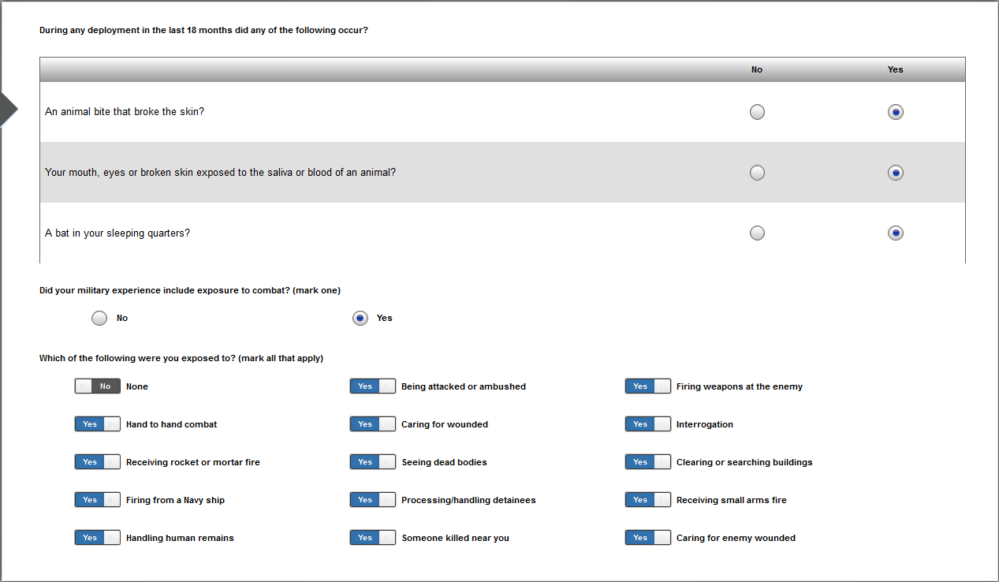 During any deployment in the last 18 months did any of the following occur?
No Yes
An animal bite that broke the skin?
Your mouth, eyes or broken skin exposed to the saliva or blood of an animal?
A bat in your sleeping quarters?
Did your military experience include exposure to combat? (mark one)
No Yes
Which of the following were you exposed to? (mark all that apply)
No None Yes Being attacked or ambushed Yes Firing weapons at the enemy
Yes Hand to hand combat Yes Caring for wounded Yes Interrogation
Yes Receiving rocket or mortar fire Yes Seeing dead bodies Yes Clearing or searching buildings
Yes Firing from a Navy ship Yes Processing/handling detainees Yes Receiving small arms fire
Yes Handling human remains Yes Someone killed near you Yes Caring for enemy wounded